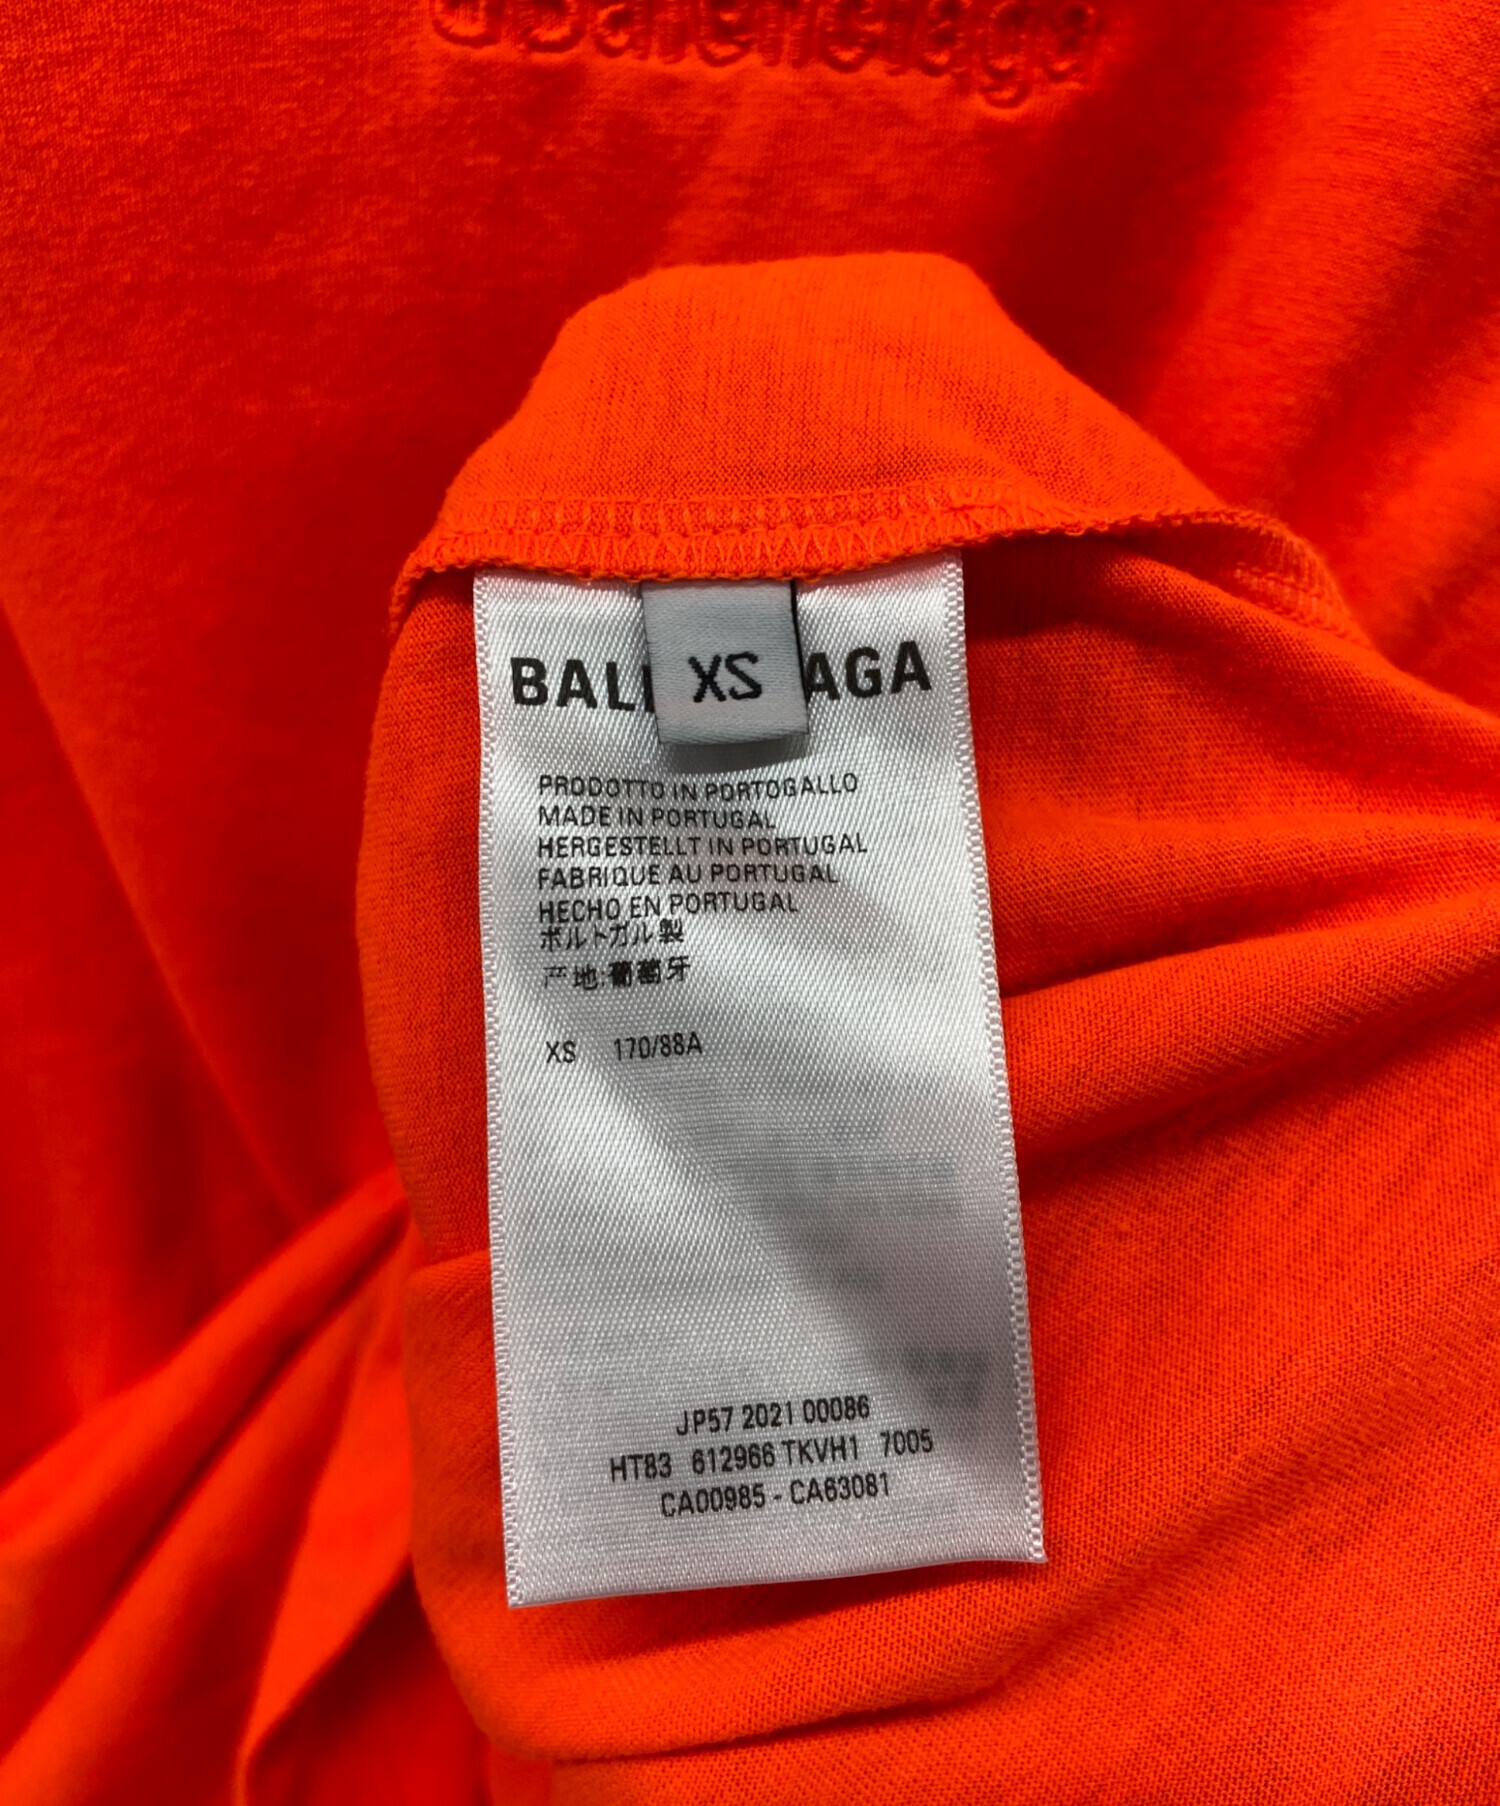 Balenciaga
BAL AGA
XS
PRODOTTO IN PORTOGALLO
MADE IN PORTUGAL
HERGESTELLT IN PORTUGAL
FABRIQUE AU PORTUGAL
HECHO EN PORTUGAL
ポルトガル製
产地:葡萄牙
XS 170/88A
JP57 2021 00086
HT83 612966 TKVH1 7005
CA00985 - CA63081